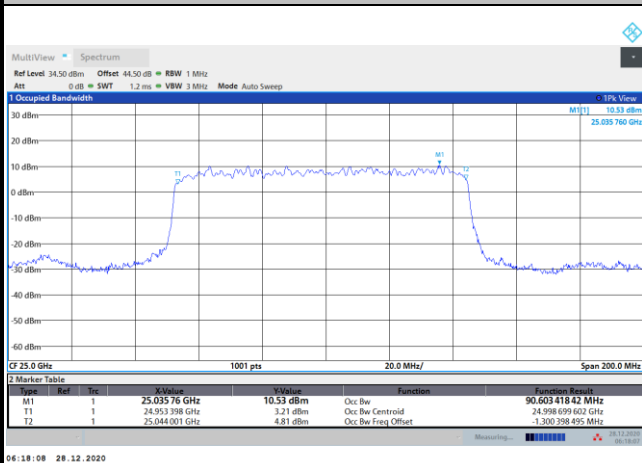 MultiView Spectrum
Ref Level 34.50 dBm Offset 44.50 dB RBW 1 MHz
Att 0 dB SWT 1.2 ms VBW 3 MHz Mode Auto Sweep
1 Occupied Bandwidth 1Pk View
M1[1] 10.53 dBm
25.035 760 GHz
30 dBm
20 dBm
M1
10 dBm
T1 T2
0 dBm
-10 dBm
-20 dBm
-30 dBm
-40 dBm
-50 dBm
-60 dBm
CF 25.0 GHz 1001 pts 20.0 MHz/ Span 200.0 MHz
2 Marker Table
Type Ref Trc X-Value Y-Value Function Function Result
M1 1 25.035 76 GHz 10.53 dBm Occ Bw 90.603 418 42 MHz
T1 1 24.953 398 GHz 3.21 dBm Occ Bw Centroid 24.998 699 602 GHz
T2 1 25.044 001 GHz 4.81 dBm Occ Bw Freq Offset -1.300 398 495 MHz
Measuring... 28.12.2020
06:18:07
06:18:08 28.12.2020